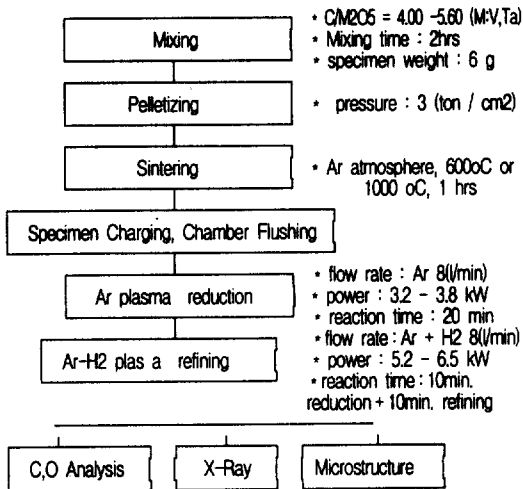 Mixing
* C/M2O5 = 4.00 -5.60 (M:V,Ta)
* Mixing time : 2hrs
* specimen weight : 6 g
Pelletizing
* pressure : 3 (ton / cm2)
Sintering
* Ar atmosphere, 600oC or
1000 oC, 1 hrs
Specimen Charging, Chamber Flushing
Ar plasma reduction
* flow rate : Ar 8(l/min)
* power : 3.2 - 3.8 kW
* reaction time : 20 min
Ar-H2 plas a refining
* flow rate : Ar + H2 8(l/min)
* power : 5.2 - 6.5 kW
* reaction time : 10min.
reduction + 10min. refining
C,O Analysis
X-Ray
Microstructure